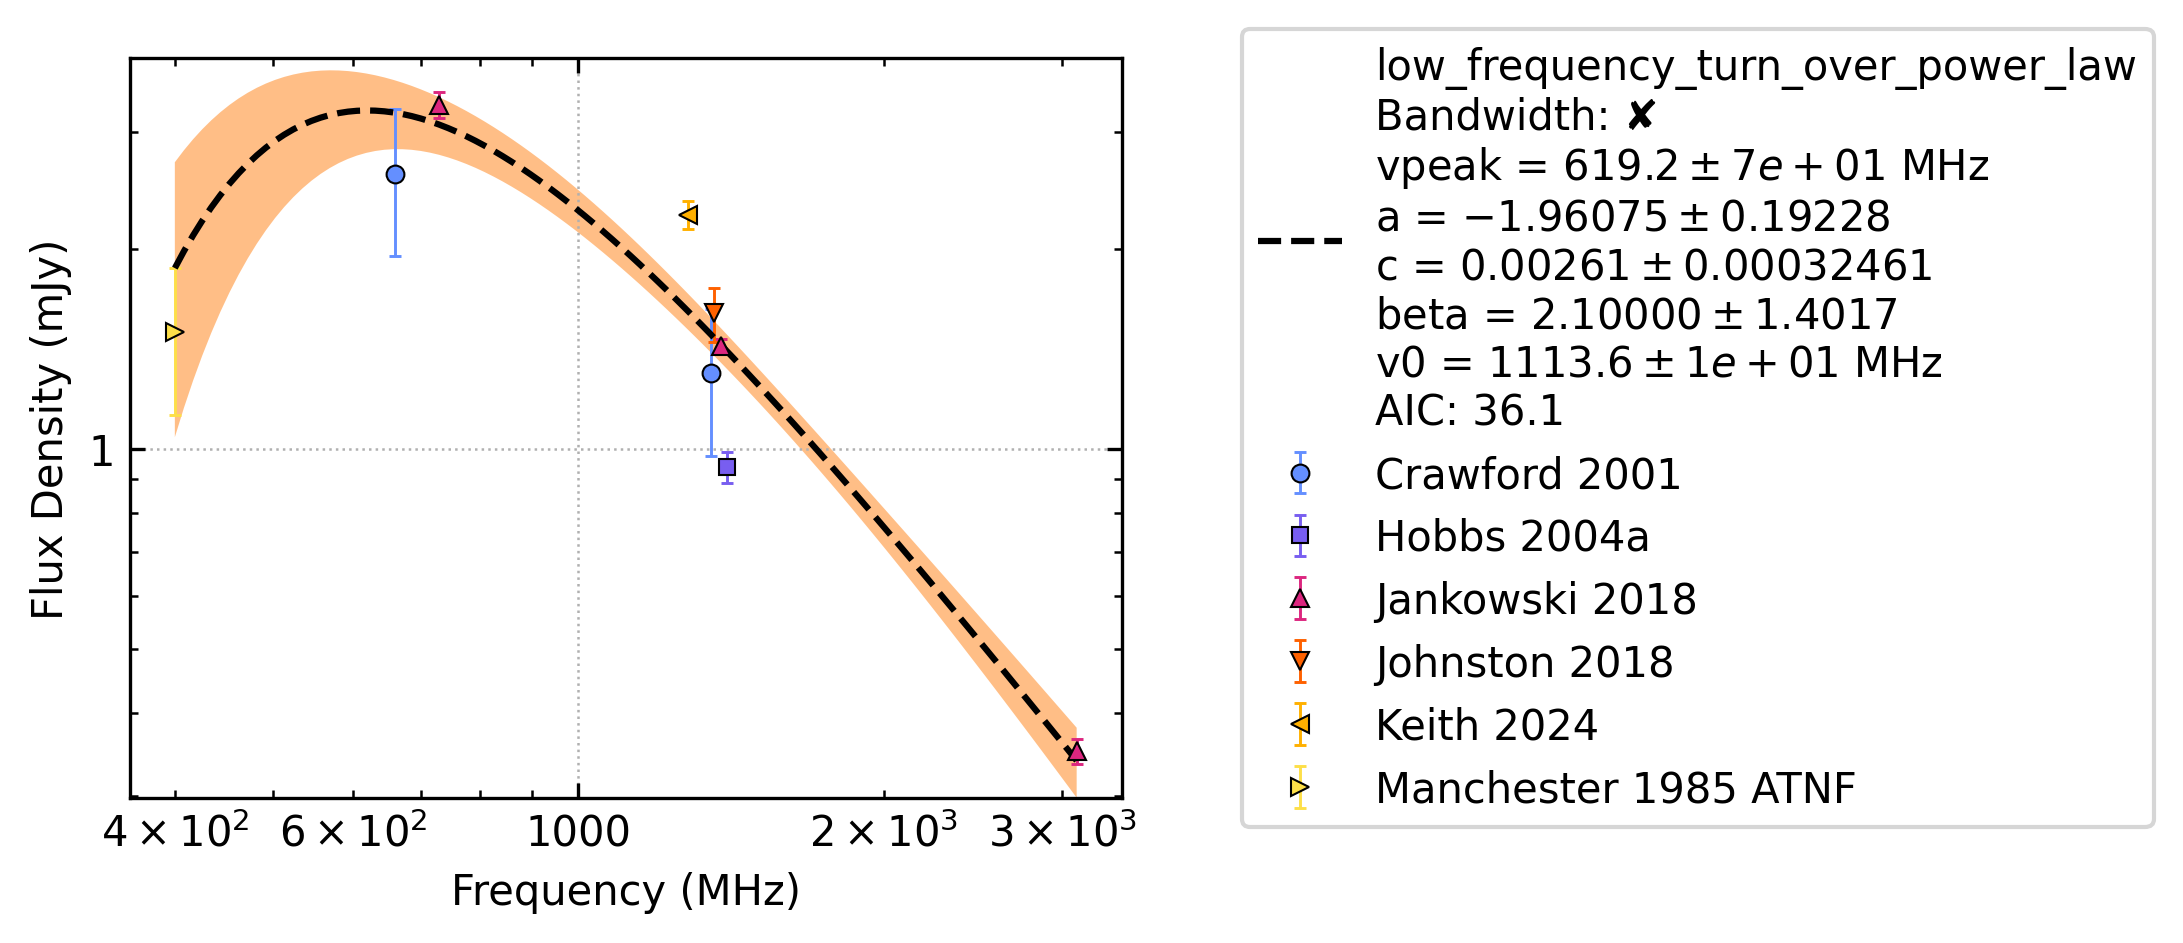 Flux Density (mJy)
1
4 × 10²
6 × 10²
1000
2 × 10³
3 × 10³
Frequency (MHz)
low_frequency_turn_over_power_law
Bandwidth: ✘
vpeak = 619.2 ± 7e + 01 MHz
a = −1.96075 ± 0.19228
c = 0.00261 ± 0.00032461
beta = 2.10000 ± 1.4017
v0 = 1113.6 ± 1e + 01 MHz
AIC: 36.1
Crawford 2001
Hobbs 2004a
Jankowski 2018
Johnston 2018
Keith 2024
Manchester 1985 ATNF